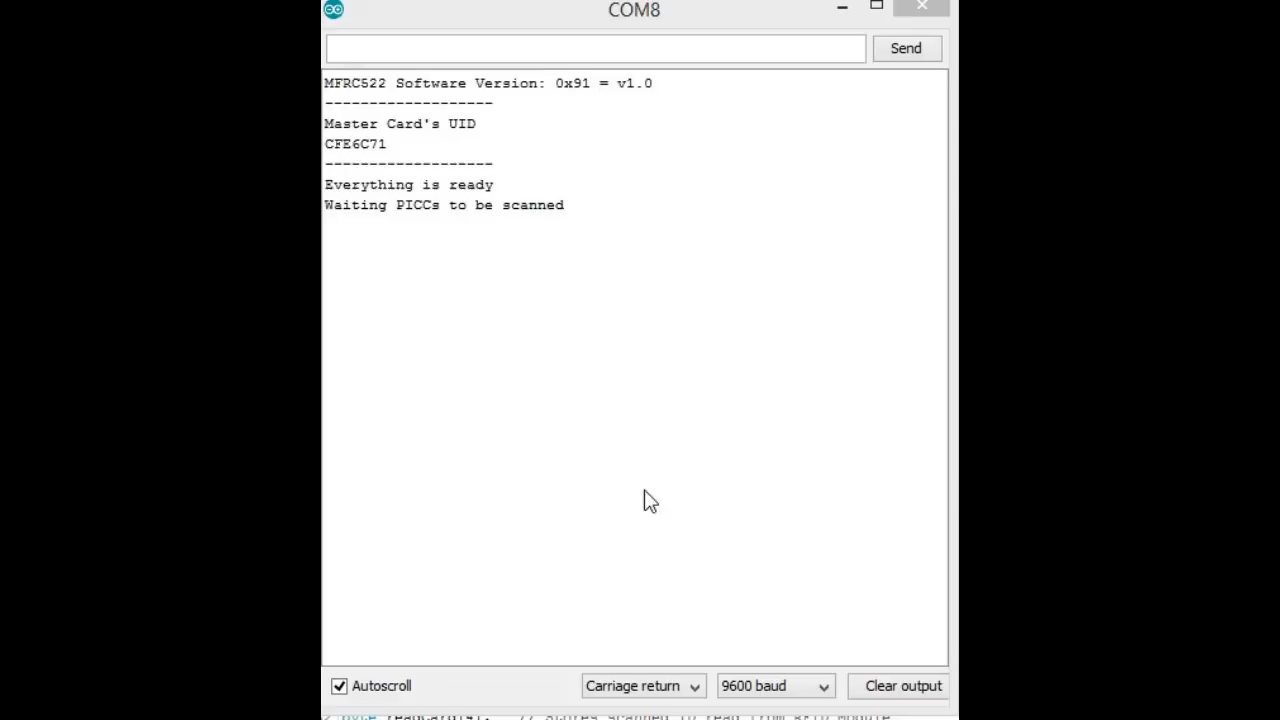 COM8
Send
MFRC522 Software Version: 0x91 = v1.0
-------------------
Master Card's UID
CFE6C71
-------------------
Everything is ready
Waiting PICCs to be scanned
Autoscroll
Carriage return
9600 baud
Clear output